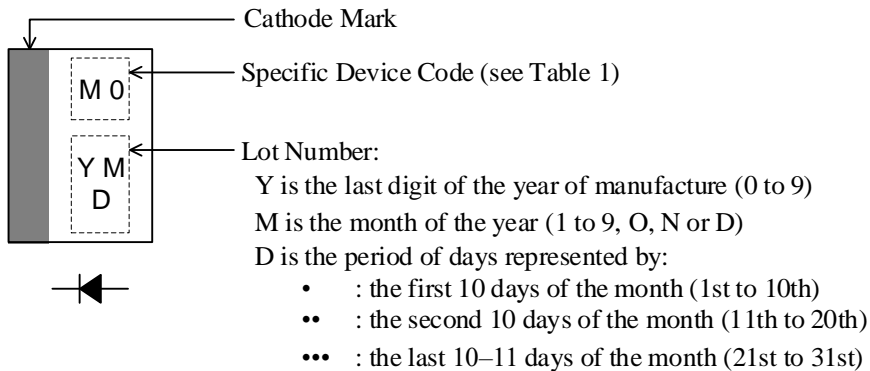 Cathode Mark
Specific Device Code (see Table 1)
M 0
Lot Number:
Y M
D
Y is the last digit of the year of manufacture (0 to 9)
M is the month of the year (1 to 9, O, N or D)
D is the period of days represented by:
• : the first 10 days of the month (1st to 10th)
•• : the second 10 days of the month (11th to 20th)
••• : the last 10–11 days of the month (21st to 31st)